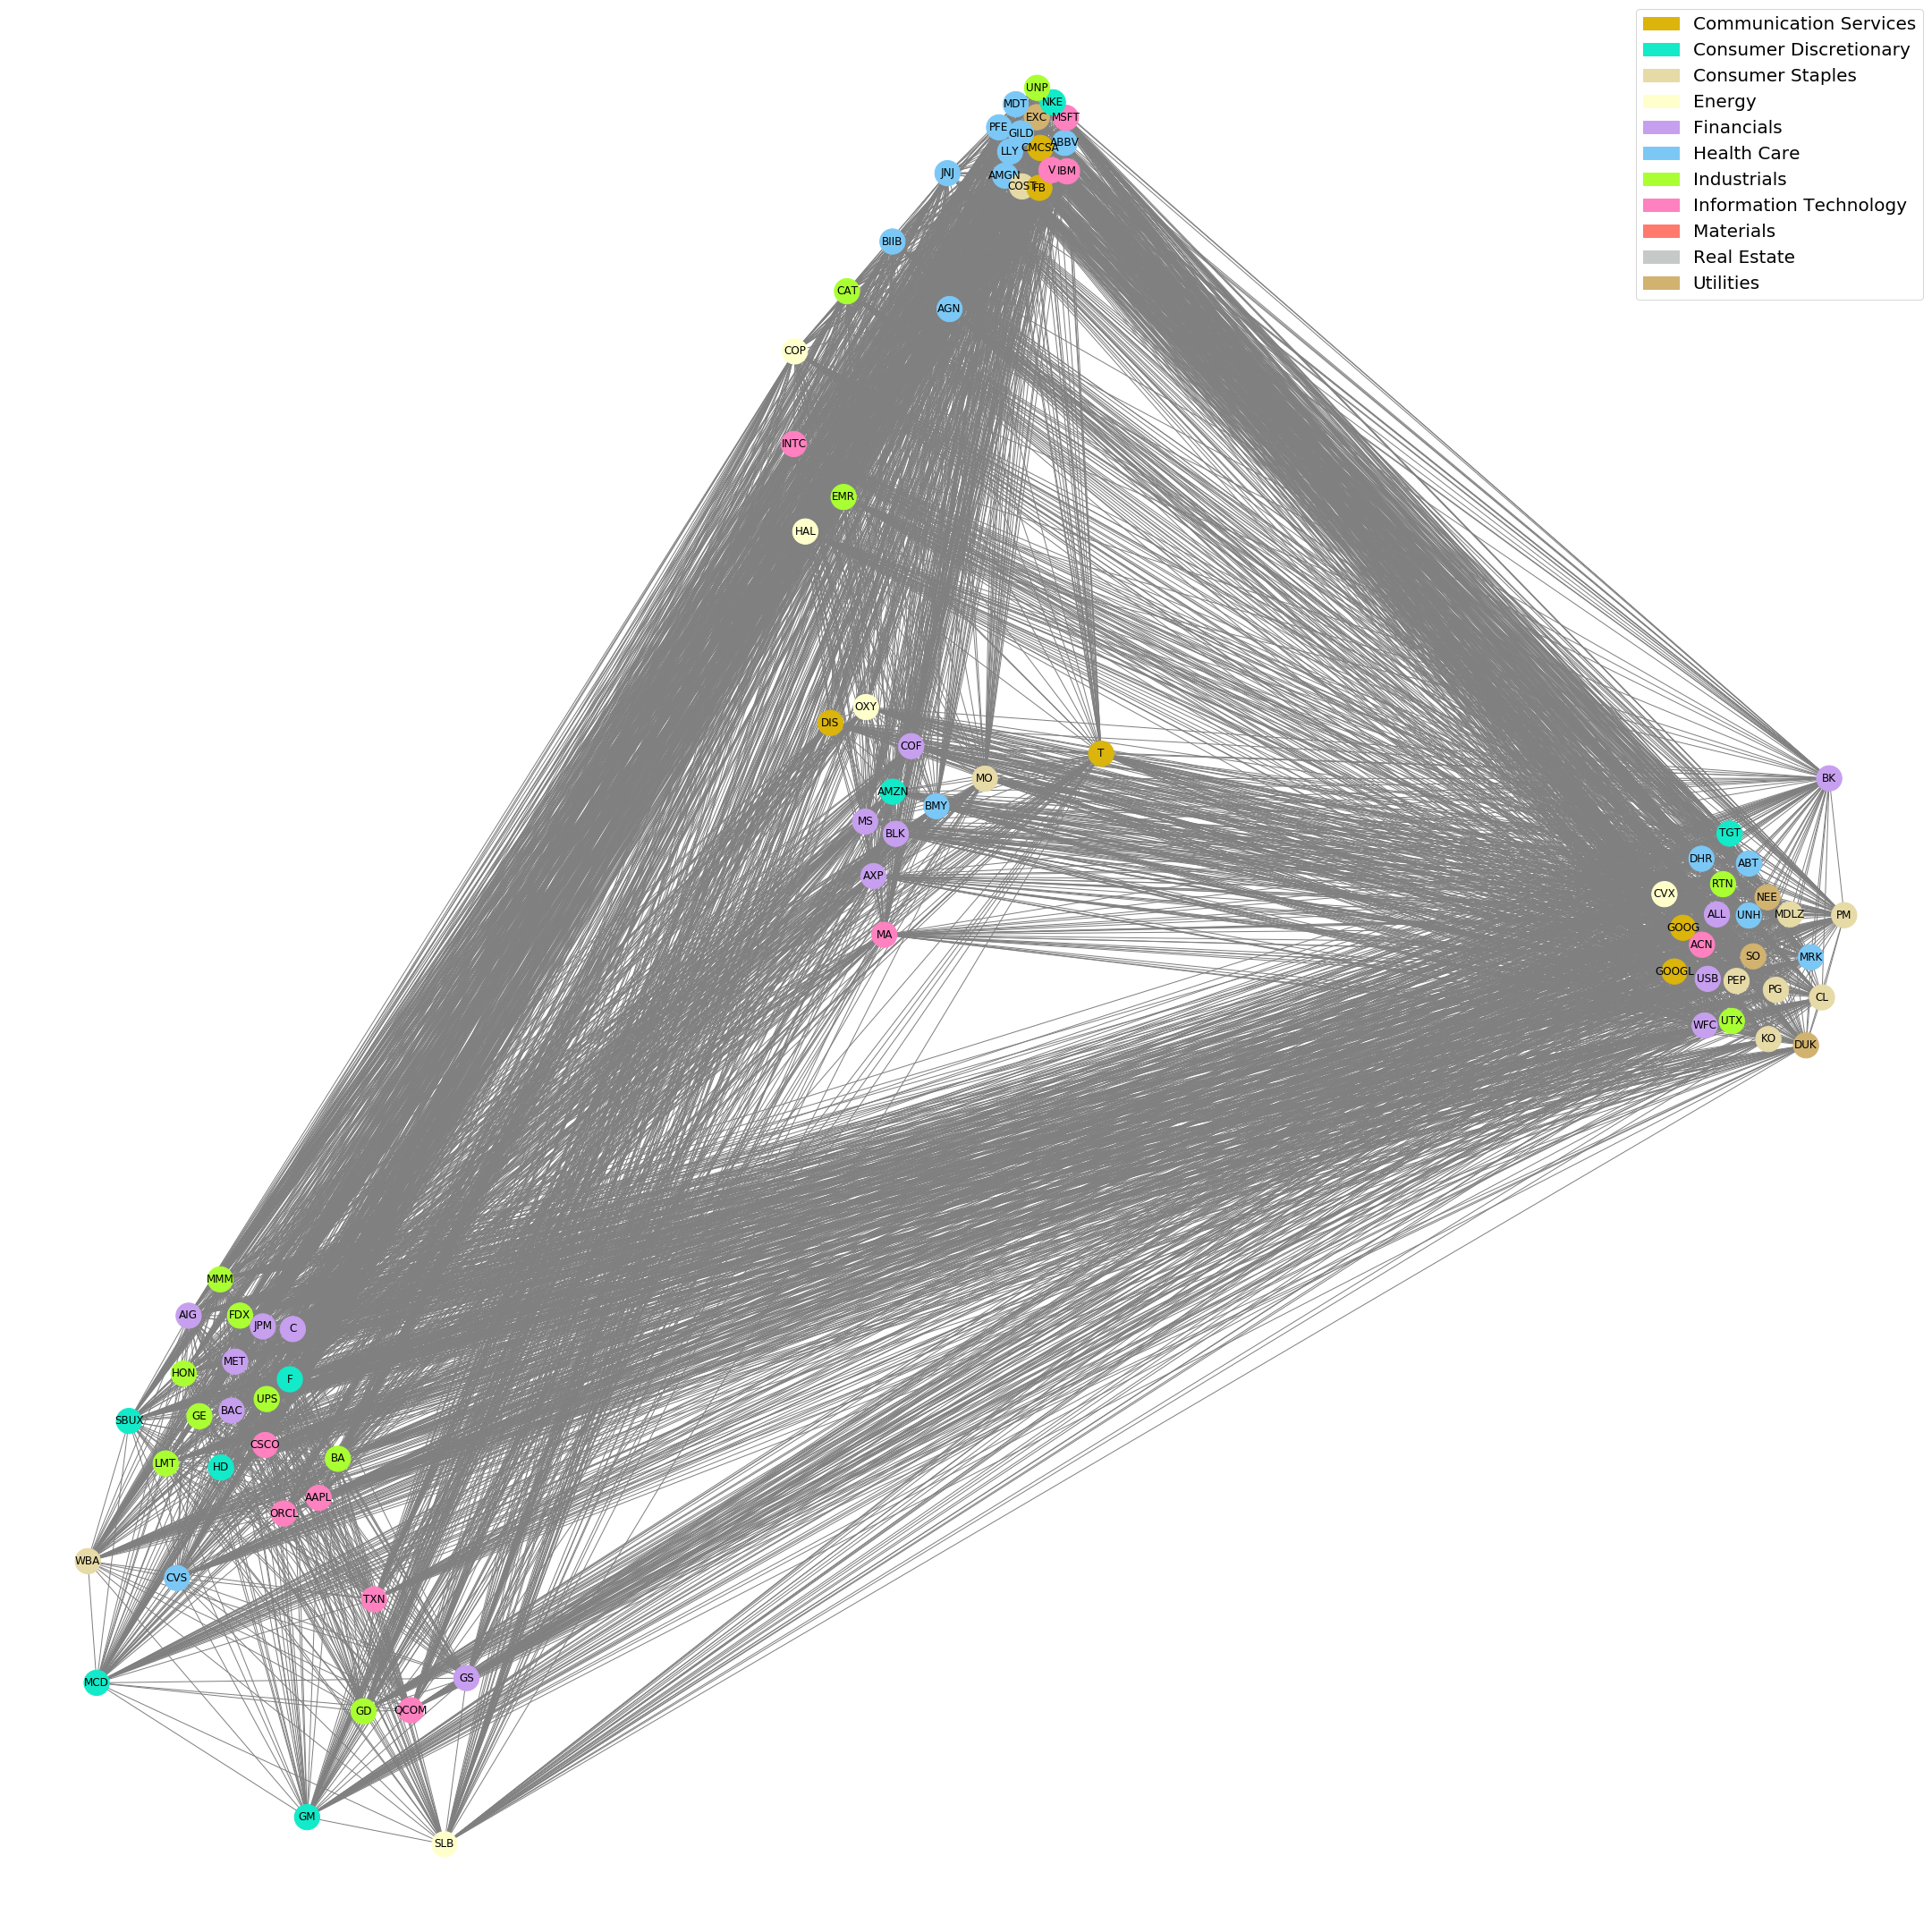 Communication Services
Consumer Discretionary
Consumer Staples
Energy
Financials
Health Care
Industrials
Information Technology
Materials
Real Estate
Utilities
UNP
MDT
NKE
EXC
MSFT
PFE
GILD
ABBV
CMCSA
LLY
V
IBM
JNJ
AMGN
COST
FB
BIIB
CAT
AGN
COP
INTC
EMR
HAL
OXY
DIS
COF
T
MO
BK
AMZN
BMY
MS
BLK
TGT
DHR
ABT
AXP
RTN
CVX
NEE
ALL
UNH
MDLZ
PM
GOOG
MA
ACN
SO
MRK
GOOGL
USB
PEP
PG
CL
WFC
UTX
KO
DUK
MMM
AIG
FDX
JPM
C
MET
HON
F
UPS
BAC
GE
SBUX
CSCO
BA
LMT
HD
AAPL
ORCL
WBA
CVS
TXN
GS
MCD
GD
QCOM
GM
SLB